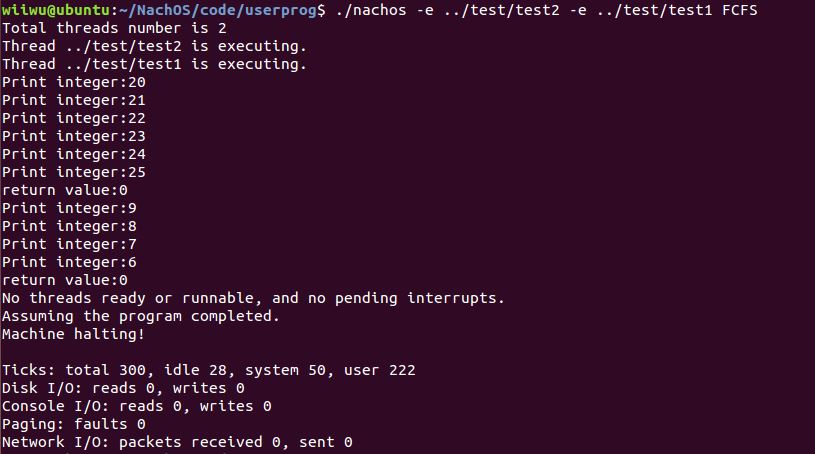 wiiwu@ubuntu:~/NachOS/code/userprog$ ./nachos -e ../test/test2 -e ../test/test1 FCFS
Total threads number is 2
Thread ../test/test2 is executing.
Thread ../test/test1 is executing.
Print integer:20
Print integer:21
Print integer:22
Print integer:23
Print integer:24
Print integer:25
return value:0
Print integer:9
Print integer:8
Print integer:7
Print integer:6
return value:0
No threads ready or runnable, and no pending interrupts.
Assuming the program completed.
Machine halting!
Ticks: total 300, idle 28, system 50, user 222
Disk I/O: reads 0, writes 0
Console I/O: reads 0, writes 0
Paging: faults 0
Network I/O: packets received 0, sent 0